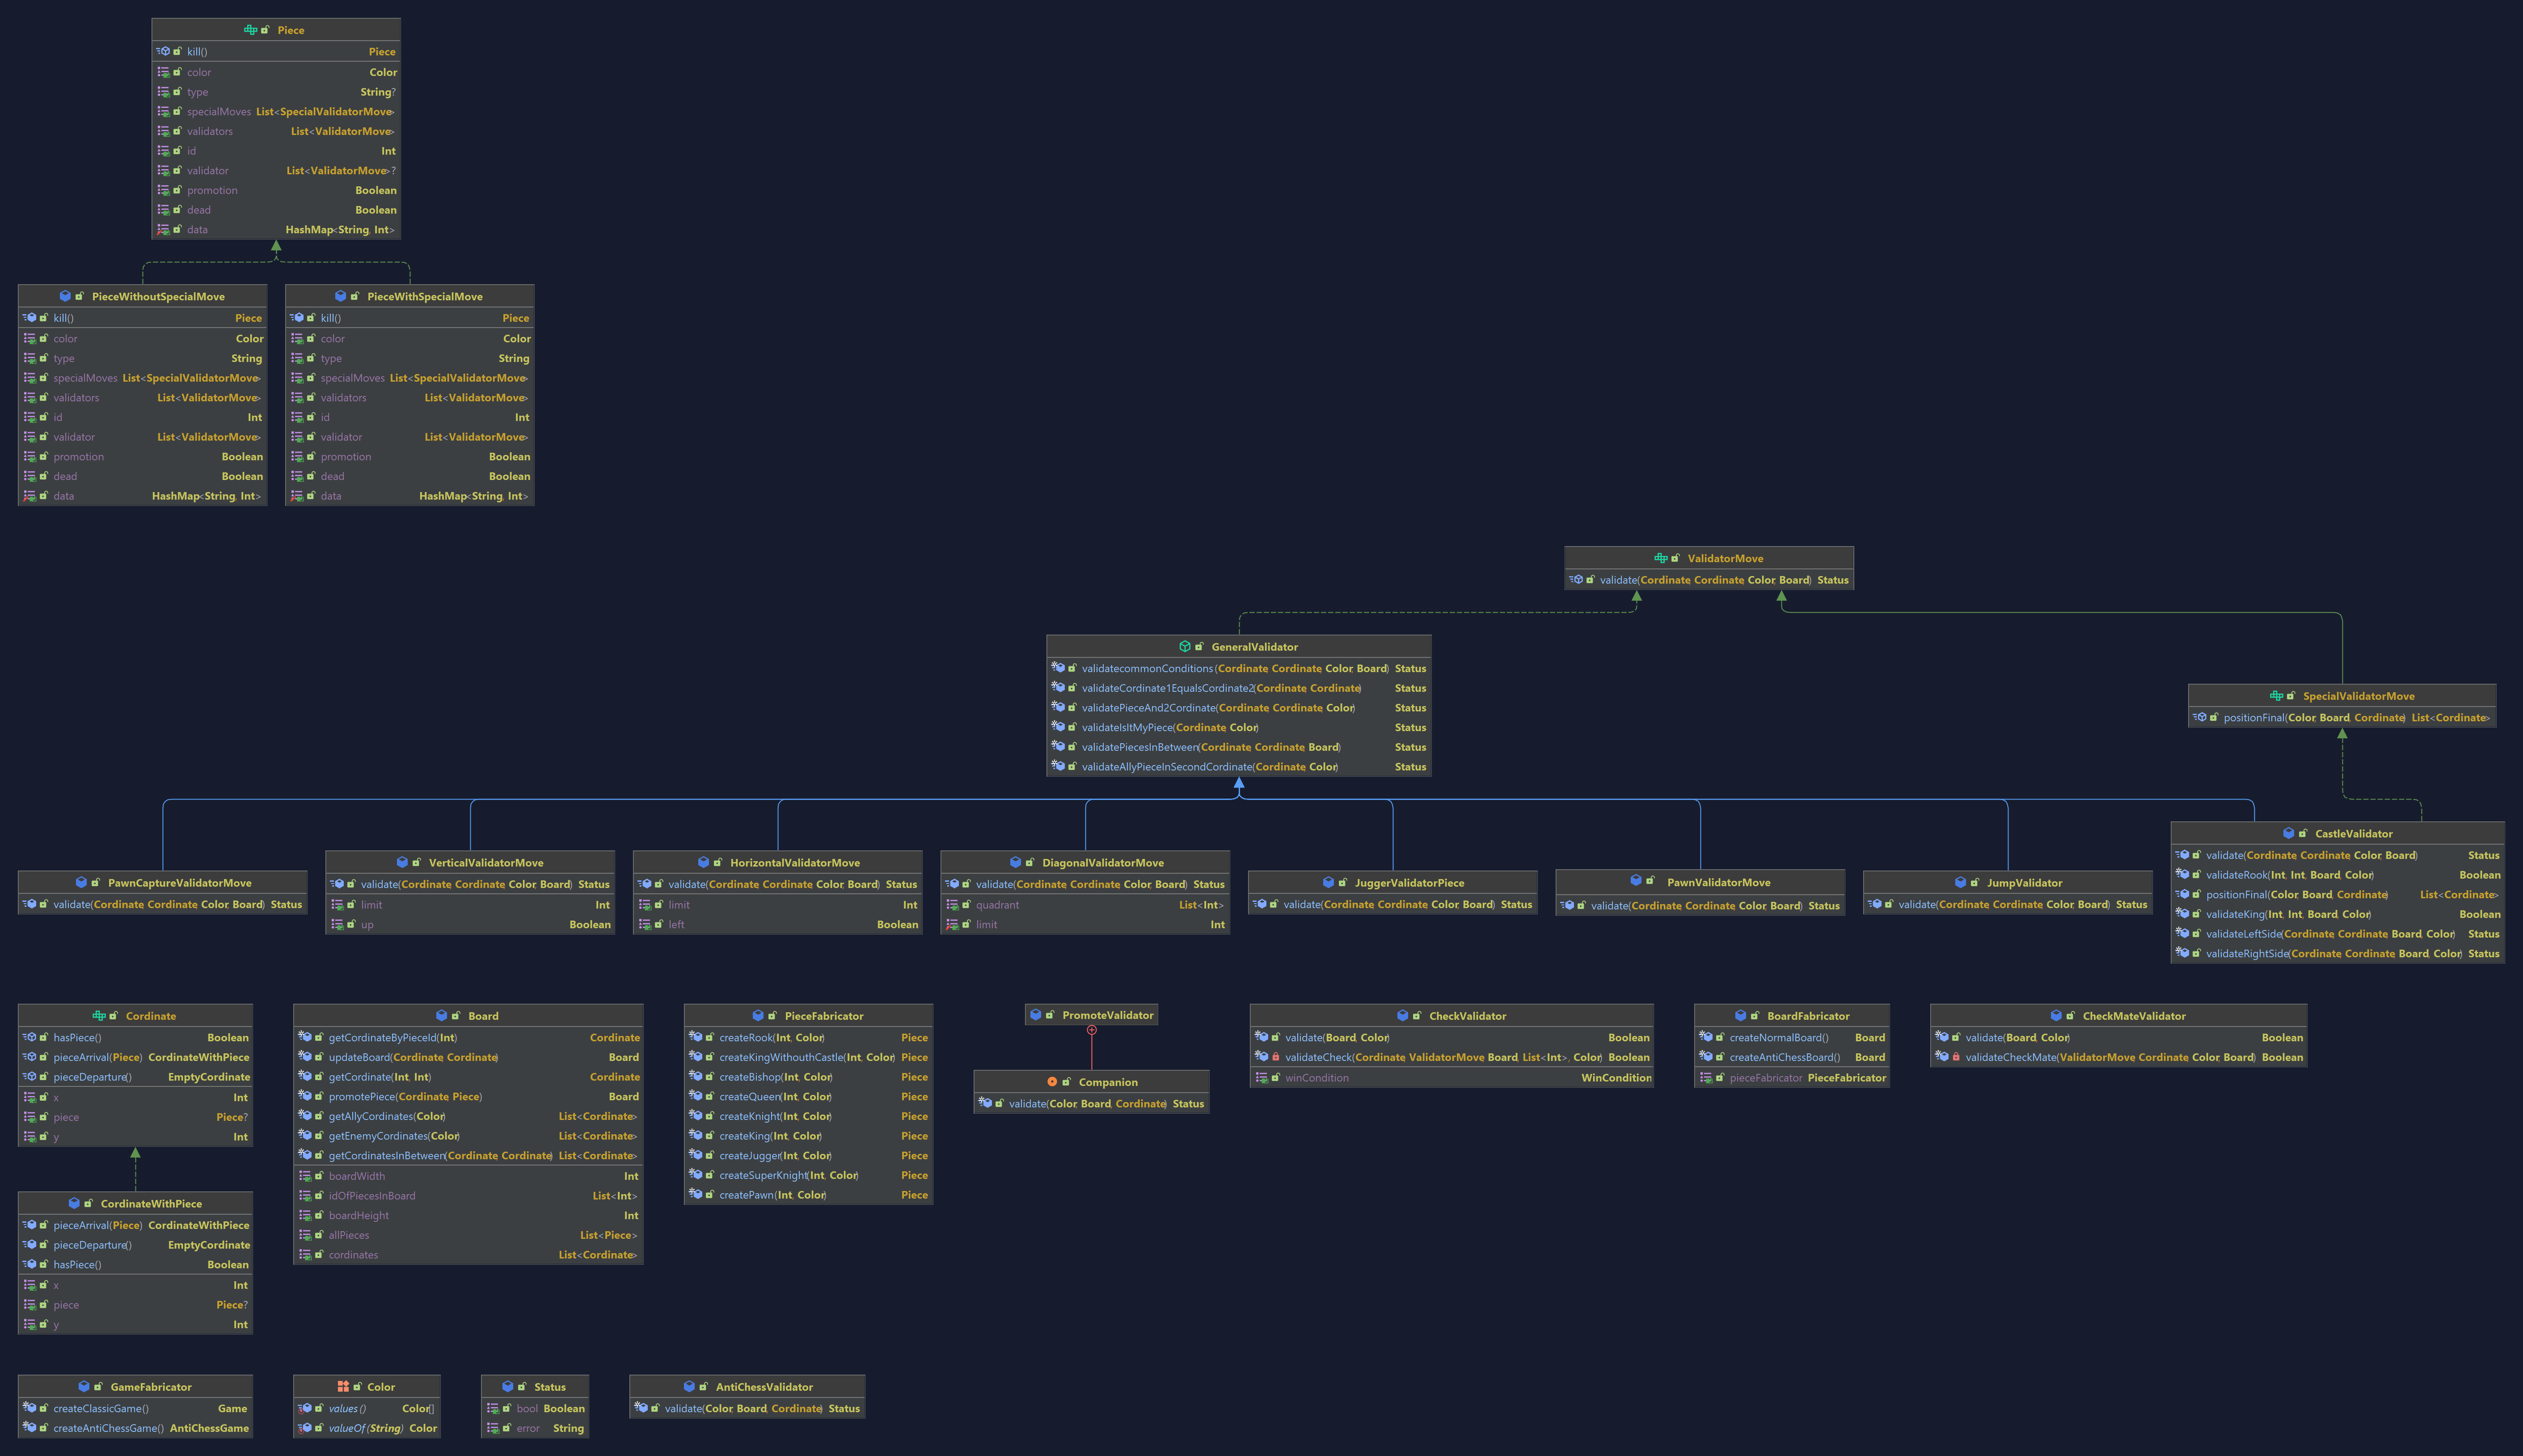 Piece
kill() Piece
color Color
type String?
specialMoves List<SpecialValidatorMove>
validators List<ValidatorMove>
id Int
validator List<ValidatorMove>?
promotion Boolean
dead Boolean
data HashMap<String, Int>
PieceWithoutSpecialMove
kill() Piece
color Color
type String
specialMoves List<SpecialValidatorMove>
validators List<ValidatorMove>
id Int
validator List<ValidatorMove>
promotion Boolean
dead Boolean
data HashMap<String, Int>
PieceWithSpecialMove
kill() Piece
color Color
type String
specialMoves List<SpecialValidatorMove>
validators List<ValidatorMove>
id Int
validator List<ValidatorMove>
promotion Boolean
dead Boolean
data HashMap<String, Int>
ValidatorMove
validate(Cordinate, Cordinate, Color, Board) Status
GeneralValidator
validatecommonConditions(Cordinate, Cordinate, Color, Board) Status
validateCordinate1EqualsCordinate2(Cordinate, Cordinate) Status
validatePieceAnd2Cordinate(Cordinate, Cordinate, Color) Status
validateIsItMyPiece(Cordinate, Color) Status
validatePiecesInBetween(Cordinate, Cordinate, Board) Status
validateAllyPieceInSecondCordinate(Cordinate, Color) Status
SpecialValidatorMove
positionFinal(Color, Board, Cordinate) List<Cordinate>
PawnCaptureValidatorMove
validate(Cordinate, Cordinate, Color, Board) Status
VerticalValidatorMove
validate(Cordinate, Cordinate, Color, Board) Status
limit Int
up Boolean
HorizontalValidatorMove
validate(Cordinate, Cordinate, Color, Board) Status
limit Int
left Boolean
DiagonalValidatorMove
validate(Cordinate, Cordinate, Color, Board) Status
quadrant List<Int>
limit Int
JuggerValidatorPiece
validate(Cordinate, Cordinate, Color, Board) Status
PawnValidatorMove
validate(Cordinate, Cordinate, Color, Board) Status
JumpValidator
validate(Cordinate, Cordinate, Color, Board) Status
CastleValidator
validate(Cordinate, Cordinate, Color, Board) Status
validateRook(Int, Int, Board, Color) Boolean
positionFinal(Color, Board, Cordinate) List<Cordinate>
validateKing(Int, Int, Board, Color) Boolean
validateLeftSide(Cordinate, Cordinate, Board, Color) Status
validateRightSide(Cordinate, Cordinate, Board, Color) Status
Cordinate
hasPiece() Boolean
pieceArrival(Piece) CordinateWithPiece
pieceDeparture() EmptyCordinate
x Int
piece Piece?
y Int
CordinateWithPiece
pieceArrival(Piece) CordinateWithPiece
pieceDeparture() EmptyCordinate
hasPiece() Boolean
x Int
piece Piece?
y Int
Board
getCordinateByPieceId(Int) Cordinate
updateBoard(Cordinate, Cordinate) Board
getCordinate(Int, Int) Cordinate
promotePiece(Cordinate, Piece) Board
getAllyCordinates(Color) List<Cordinate>
getEnemyCordinates(Color) List<Cordinate>
getCordinatesInBetween(Cordinate, Cordinate) List<Cordinate>
boardWidth Int
idOfPiecesInBoard List<Int>
boardHeight Int
allPieces List<Piece>
cordinates List<Cordinate>
PieceFabricator
createRook(Int, Color) Piece
createKingWithouthCastle(Int, Color) Piece
createBishop(Int, Color) Piece
createQueen(Int, Color) Piece
createKnight(Int, Color) Piece
createKing(Int, Color) Piece
createJugger(Int, Color) Piece
createSuperKnight(Int, Color) Piece
createPawn(Int, Color) Piece
PromoteValidator
Companion
validate(Color, Board, Cordinate) Status
CheckValidator
validate(Board, Color) Boolean
validateCheck(Cordinate, ValidatorMove, Board, List<Int>, Color) Boolean
winCondition WinCondition
BoardFabricator
createNormalBoard() Board
createAntiChessBoard() Board
pieceFabricator PieceFabricator
CheckMateValidator
validate(Board, Color) Boolean
validateCheckMate(ValidatorMove, Cordinate, Color, Board) Boolean
GameFabricator
createClassicGame() Game
createAntiChessGame() AntiChessGame
Color
values() Color[]
valueOf(String) Color
Status
bool Boolean
error String
AntiChessValidator
validate(Color, Board, Cordinate) Status